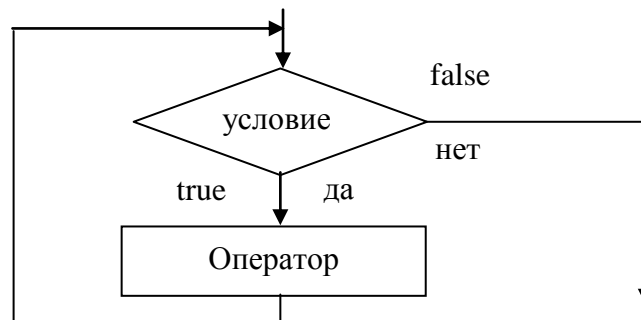 false
условие
нет
true да
Оператор